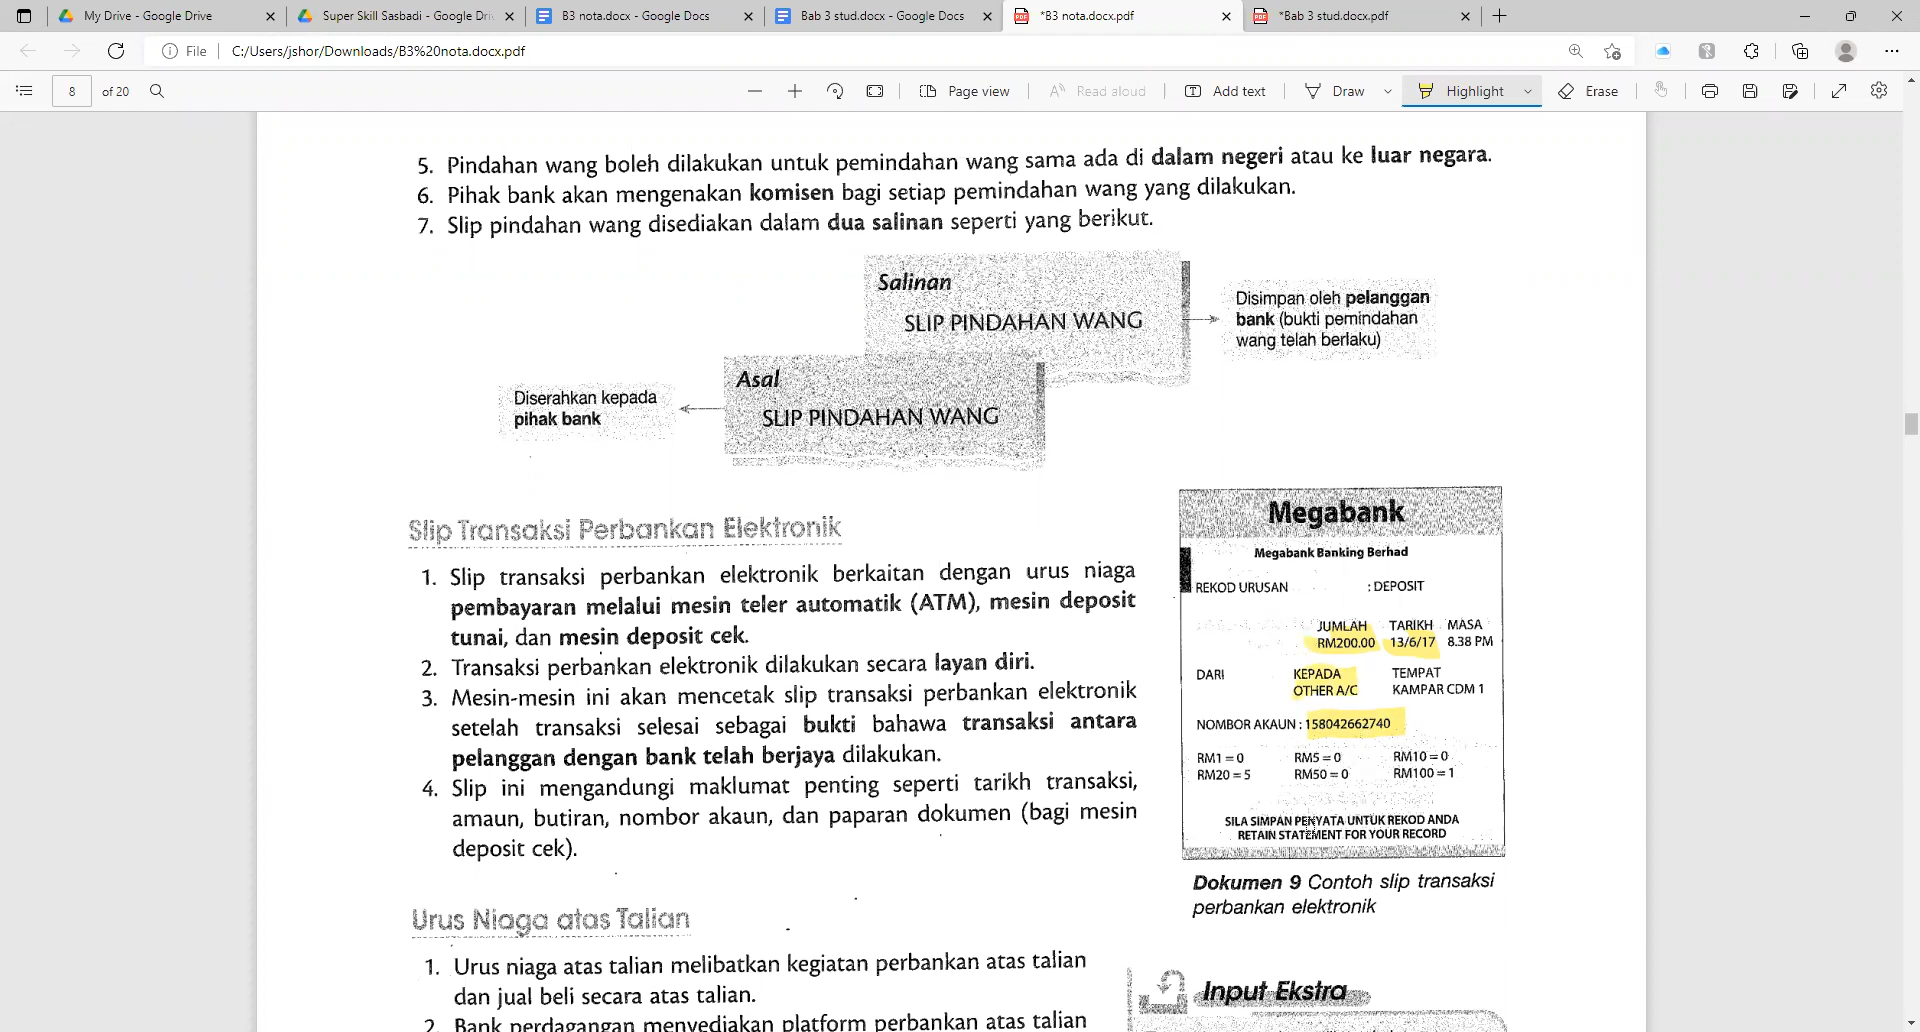 My Drive - Google Drive
Super Skill Sasbadi - Google Dri
B3 nota.docx - Google Docs
Bab 3 stud.docx - Google Docs
*B3 nota.docx.pdf
*Bab 3 stud.docx.pdf
File
C:/Users/jshor/Downloads/B3%20nota.docx.pdf
8 of 20
Page view
Read aloud
Add text
Draw
Highlight
Erase
5. Pindahan wang boleh dilakukan untuk pemindahan wang sama ada di dalam negeri atau ke luar negara.
6. Pihak bank akan mengenakan komisen bagi setiap pemindahan wang yang dilakukan.
7. Slip pindahan wang disediakan dalam dua salinan seperti yang berikut.
Salinan
SLIP PINDAHAN WANG
Disimpan oleh pelanggan
bank (bukti pemindahan
wang telah berlaku)
Asal
SLIP PINDAHAN WANG
Diserahkan kepada
pihak bank
Slip Transaksi Perbankan Elektronik
1. Slip transaksi perbankan elektronik berkaitan dengan urus niaga
pembayaran melalui mesin teler automatik (ATM), mesin deposit
tunai, dan mesin deposit cek.
2. Transaksi perbankan elektronik dilakukan secara layan diri.
3. Mesin-mesin ini akan mencetak slip transaksi perbankan elektronik
setelah transaksi selesai sebagai bukti bahawa transaksi antara
pelanggan dengan bank telah berjaya dilakukan.
4. Slip ini mengandungi maklumat penting seperti tarikh transaksi,
amaun, butiran, nombor akaun, dan paparan dokumen (bagi mesin
deposit cek).
Megabank
Megabank Banking Berhad
REKOD URUSAN : DEPOSIT
JUMLAH TARIKH MASA
RM200.00 13/6/17 8.38 PM
DARI KEPADA TEMPAT
OTHER A/C KAMPAR CDM 1
NOMBOR AKAUN : 158042662740
RM1 = 0 RM5 = 0 RM10 = 0
RM20 = 5 RM50 = 0 RM100 = 1
SILA SIMPAN PENYATA UNTUK REKOD ANDA
RETAIN STATEMENT FOR YOUR RECORD
Dokumen 9 Contoh slip transaksi
perbankan elektronik
Urus Niaga atas Talian
1. Urus niaga atas talian melibatkan kegiatan perbankan atas talian
dan jual beli secara atas talian.
2. Bank perdagangan menyediakan platform perbankan atas talian
Input Ekstra